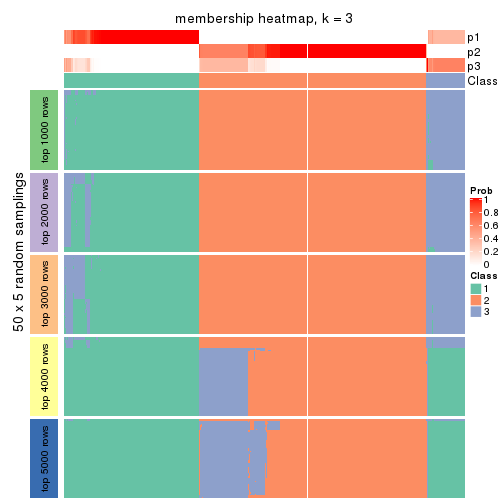 membership heatmap, k = 3
p1
p2
p3
Class
50 x 5 random samplings
top 1000 rows
top 2000 rows
top 3000 rows
top 4000 rows
top 5000 rows
Prob
1
0.8
0.6
0.4
0.2
0
Class
1
2
3